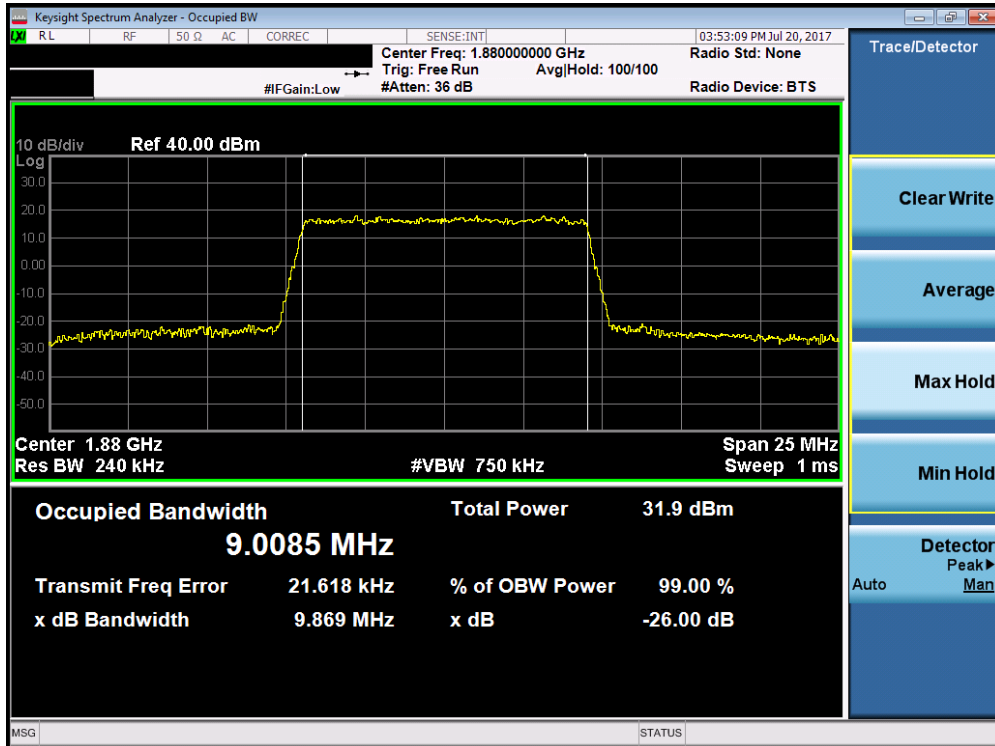 Keysight Spectrum Analyzer - Occupied BW
LXI RL RF 50 Ω AC CORREC SENSE:INT 03:53:09 PM Jul 20, 2017
Center Freq: 1.880000000 GHz Radio Std: None
Trig: Free Run Avg|Hold: 100/100
#IFGain:Low #Atten: 36 dB Radio Device: BTS
Trace/Detector
10 dB/div Ref 40.00 dBm
Log
30.0
20.0
10.0
0.00
-10.0
-20.0
-30.0
-40.0
-50.0
Center 1.88 GHz Span 25 MHz
Res BW 240 kHz #VBW 750 kHz Sweep 1 ms
Occupied Bandwidth Total Power 31.9 dBm
9.0085 MHz
Transmit Freq Error 21.618 kHz % of OBW Power 99.00 %
x dB Bandwidth 9.869 MHz x dB -26.00 dB
Clear Write
Average
Max Hold
Min Hold
Detector
Peak▶
Auto Man
MSG STATUS